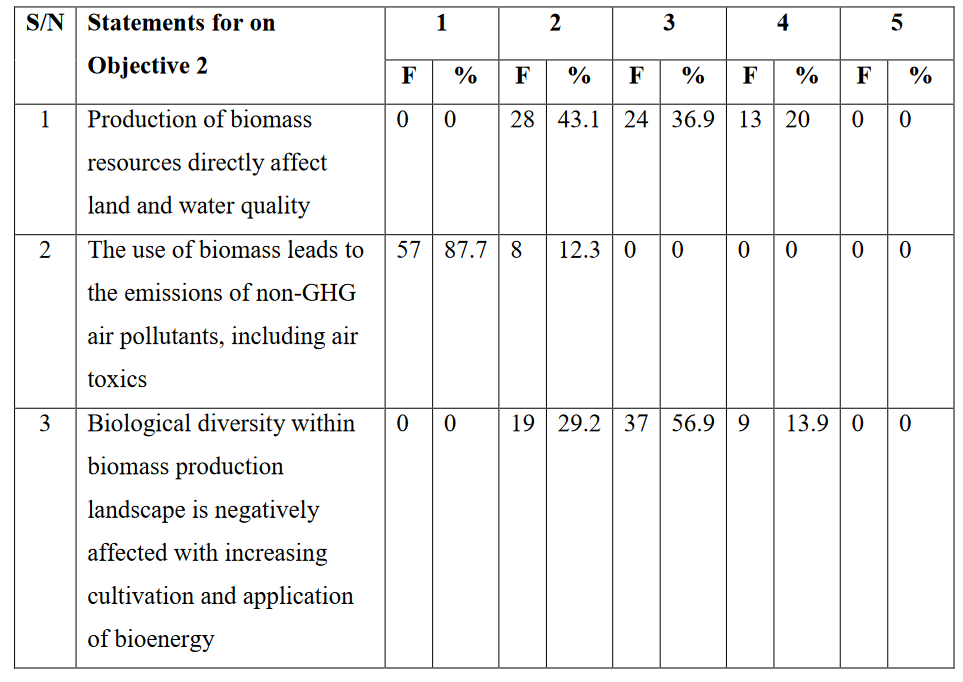 S/N Statements for on 1 2 3 4 5
Objective 2
F % F % F % F % F %
1 Production of biomass 0 0 28 43.1 24 36.9 13 20 0 0
resources directly affect
land and water quality
2 The use of biomass leads to 57 87.7 8 12.3 0 0 0 0 0 0
the emissions of non-GHG
air pollutants, including air
toxics
3 Biological diversity within 0 0 19 29.2 37 56.9 9 13.9 0 0
biomass production
landscape is negatively
affected with increasing
cultivation and application
of bioenergy